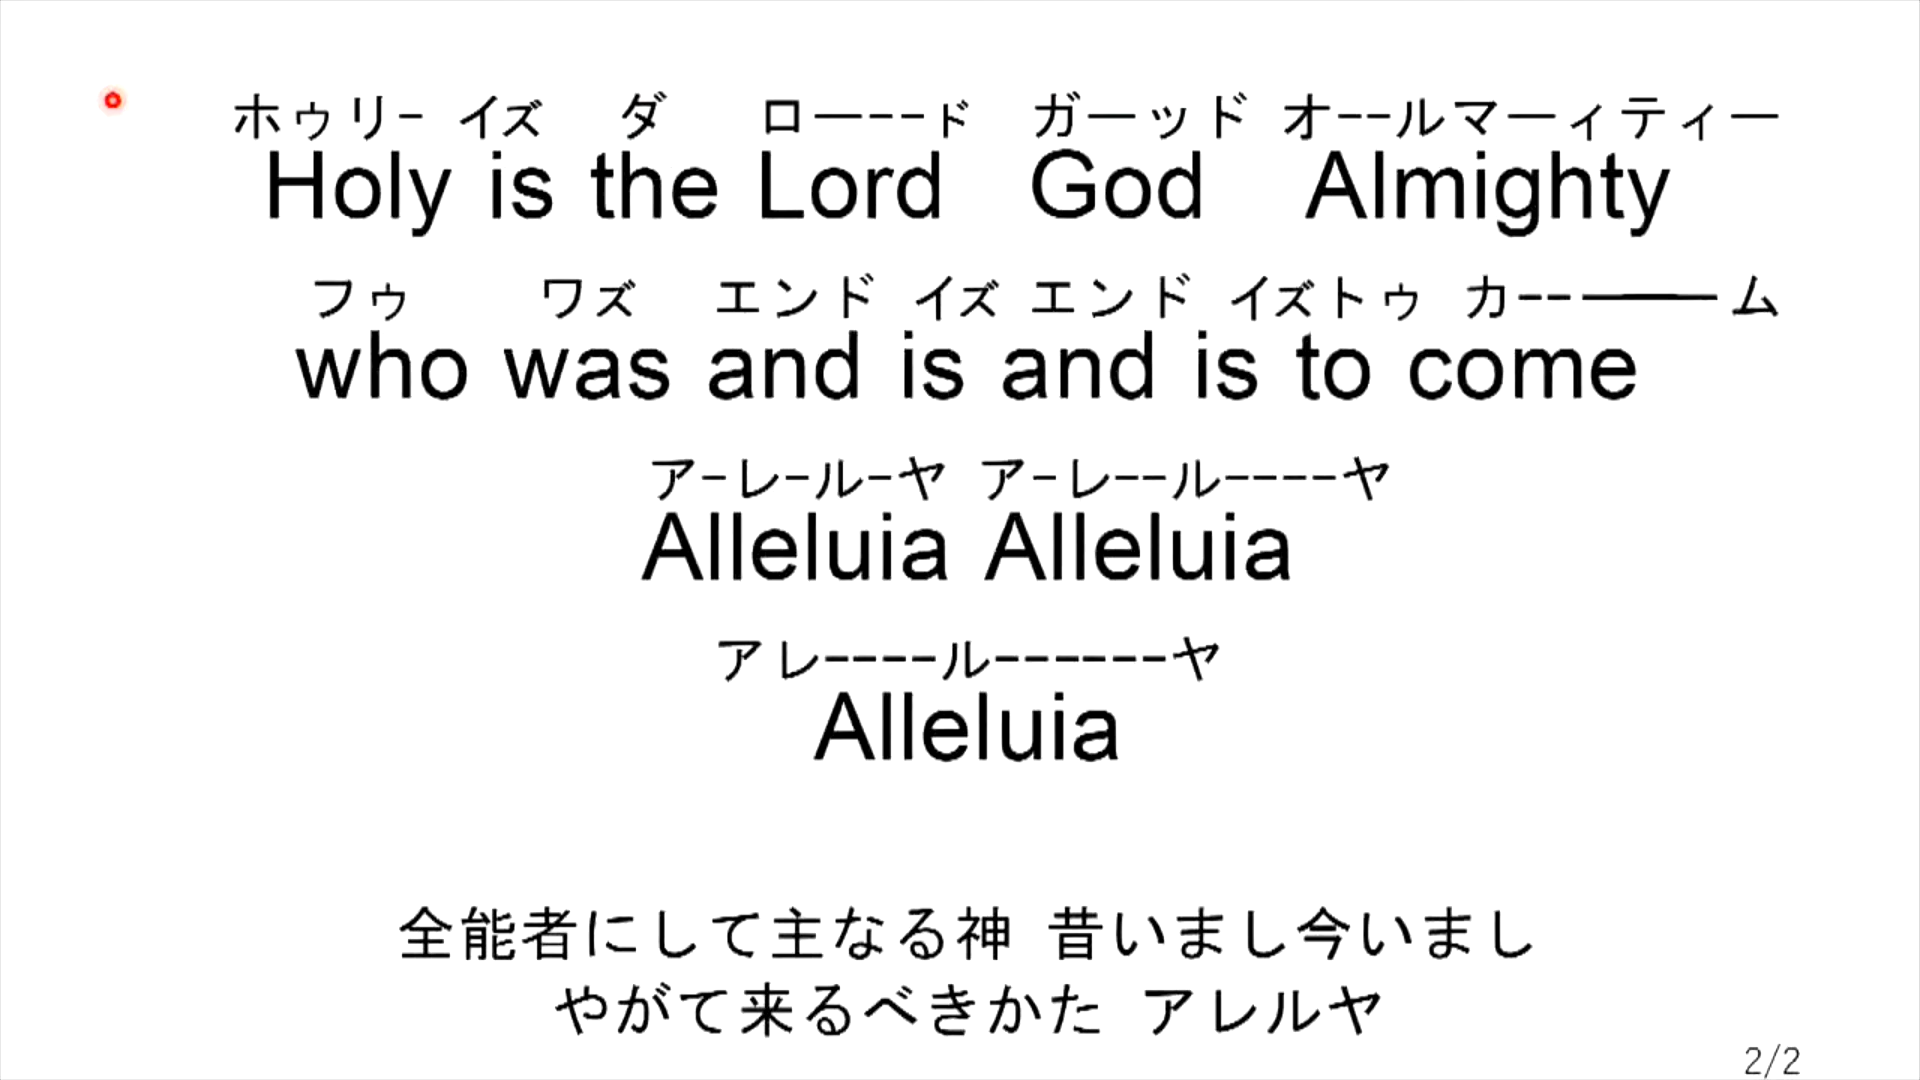 ホゥリ- イズ ダ ロー---ド ガーッド オ--ルマーィティー
Holy is the Lord God Almighty
フゥ ワズ エンド イズ エンド イズトゥ カ--———ム
who was and is and is to come
ア-レ-ル-ヤ ア-レ--ル----ヤ
Alleluia Alleluia
アレ----ル------ヤ
Alleluia
全能者にして主なる神 昔いまし今いまし
やがて来るべきかた アレルヤ
2/2